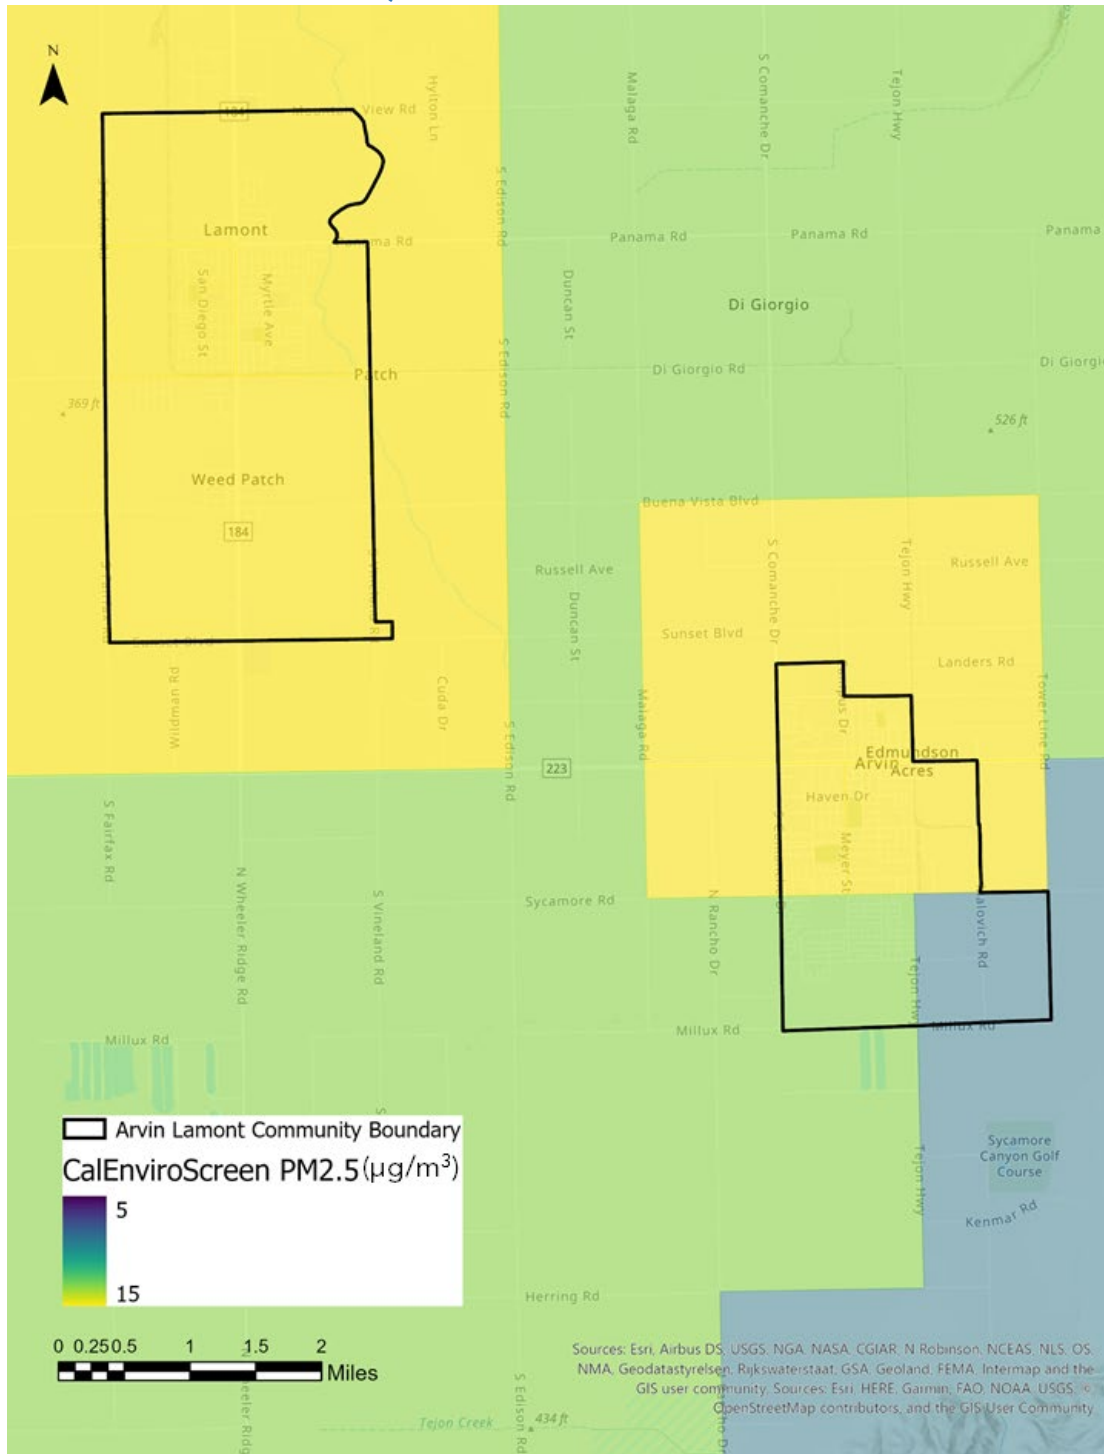 N
184
View Rd
Hylton Ln
Malaga Rd
S Comanche Dr
Tejon Hwy
S Edison Rd
Lamont
Panama Rd
Panama Rd
Panama
San Diego St
Myrtle Ave
Duncan St
Di Giorgio
S Edison Rd
Patch
Di Giorgio Rd
Di Giorgi
369 ft
526 ft
Weed Patch
184
Buena Vista Blvd
S Comanche Dr
Tejon Hwy
Russell Ave
Russell Ave
Duncan St
Sunset Blvd
Sunset Blvd
Landers Rd
Wildman Rd
Cuda Dr
Malaga Rd
Tower Line Rd
S Edison Rd
223
Edmundson
Arvin
Acres
Haven Dr
Meyer St
S Fairfax Rd
N Wheeler Ridge Rd
S Vineland Rd
Sycamore Rd
N Rancho Dr
alovich Rd
Tejon Hwy
Millux Rd
Millux Rd
Millux Rd
Arvin Lamont Community Boundary
CalEnviroScreen PM2.5(µg/m³)
5
15
Sycamore
Canyon Golf
Course
Tejon Hwy
Kenmar Rd
Herring Rd
0 0.250.5 1 1.5 2
Miles
Sources: Esri, Airbus DS, USGS, NGA, NASA, CGIAR, N Robinson, NCEAS, NLS, OS,
NMA, Geodatastyrelsen, Rijkswaterstaat, GSA, Geoland, FEMA, Intermap and the
GIS user community, Sources: Esri, HERE, Garmin, FAO, NOAA, USGS, ©
OpenStreetMap contributors, and the GIS User Community
S Edison Rd
Tejon Creek
434 ft